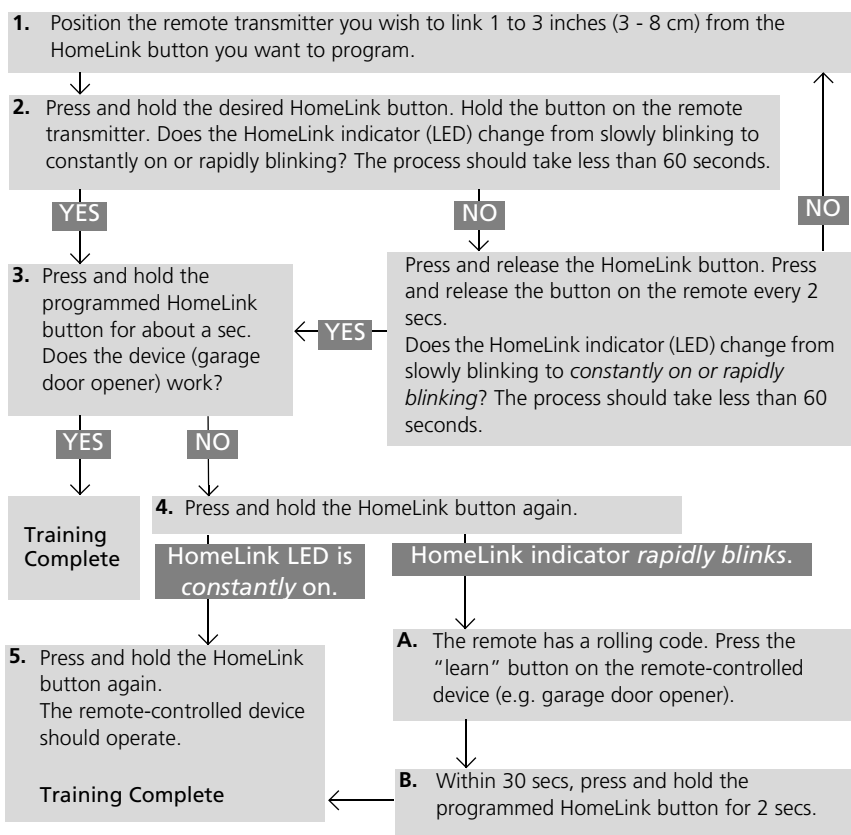 1. Position the remote transmitter you wish to link 1 to 3 inches (3 - 8 cm) from the
HomeLink button you want to program.
2. Press and hold the desired HomeLink button. Hold the button on the remote
transmitter. Does the HomeLink indicator (LED) change from slowly blinking to
constantly on or rapidly blinking? The process should take less than 60 seconds.
YES
NO
NO
3. Press and hold the
programmed HomeLink
button for about a sec.
Does the device (garage
door opener) work?
YES
Press and release the HomeLink button. Press
and release the button on the remote every 2
secs.
Does the HomeLink indicator (LED) change from
slowly blinking to constantly on or rapidly
blinking? The process should take less than 60
seconds.
YES
NO
Training
Complete
4. Press and hold the HomeLink button again.
HomeLink LED is
constantly on.
HomeLink indicator rapidly blinks.
5. Press and hold the HomeLink
button again.
The remote-controlled device
should operate.
Training Complete
A. The remote has a rolling code. Press the
“learn” button on the remote-controlled
device (e.g. garage door opener).
B. Within 30 secs, press and hold the
programmed HomeLink button for 2 secs.